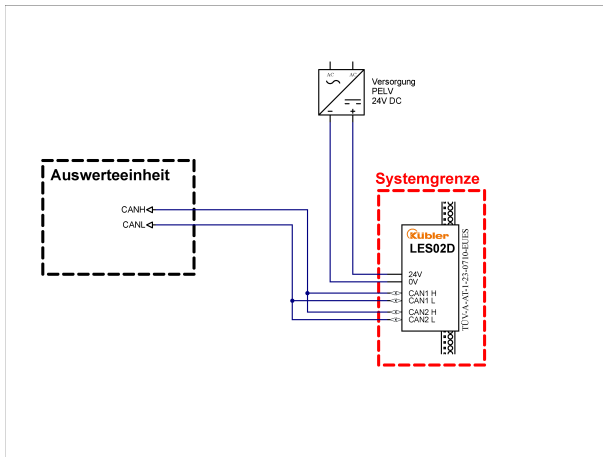 AC AC
Versorgung
PELV
24V DC
- +
Auswerteeinheit
CANH
CANL
Systemgrenze
Kübler
LES02D
24V
0V
CAN1 H
CAN1 L
CAN2 H
CAN2 L
TÜV-A-AT-1-23-0710-EUES